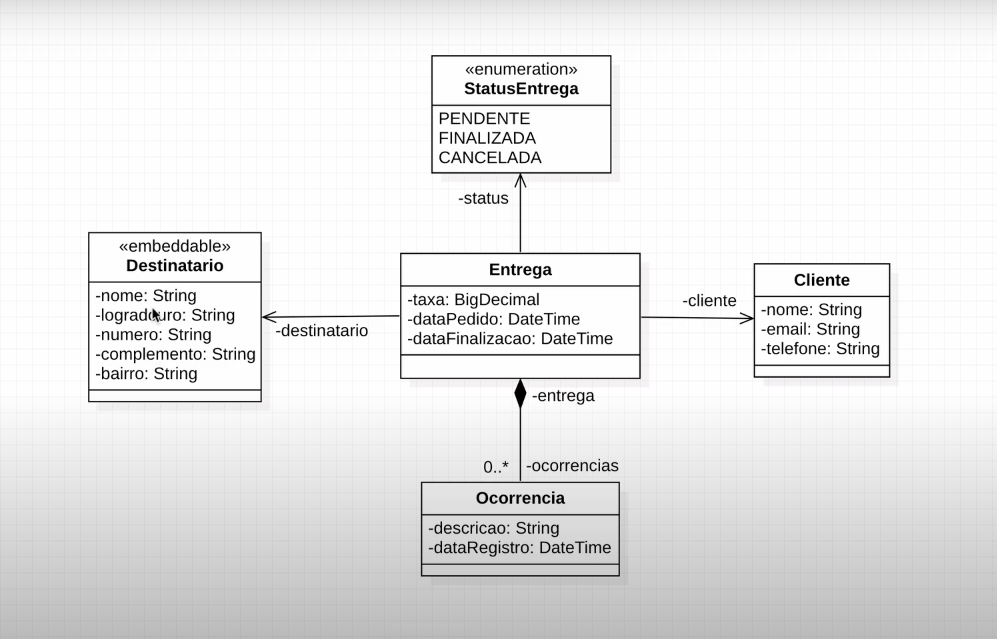 «enumeration»
StatusEntrega
PENDENTE
FINALIZADA
CANCELADA
-status
«embeddable»
Destinatario
-nome: String
-logradouro: String
-numero: String
-complemento: String
-bairro: String
-destinatario
Entrega
-taxa: BigDecimal
-dataPedido: DateTime
-dataFinalizacao: DateTime
-cliente
Cliente
-nome: String
-email: String
-telefone: String
-entrega
0..* -ocorrencias
Ocorrencia
-descricao: String
-dataRegistro: DateTime